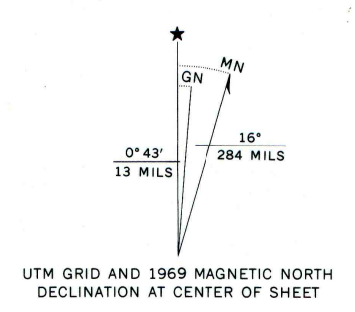 ★
MN
GN
0° 43′
13 MILS
16°
284 MILS
UTM GRID AND 1969 MAGNETIC NORTH
DECLINATION AT CENTER OF SHEET